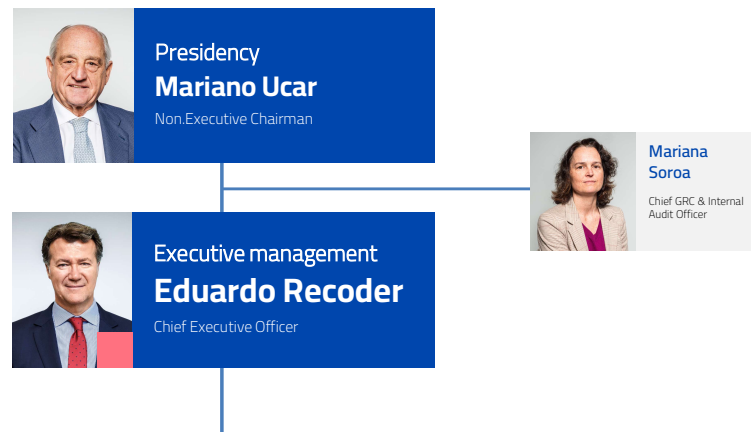 Presidency
Mariano Ucar
Non.Executive Chairman
Mariana
Soroa
Chief GRC & Internal
Audit Officer
Executive management
Eduardo Recoder
Chief Executive Officer